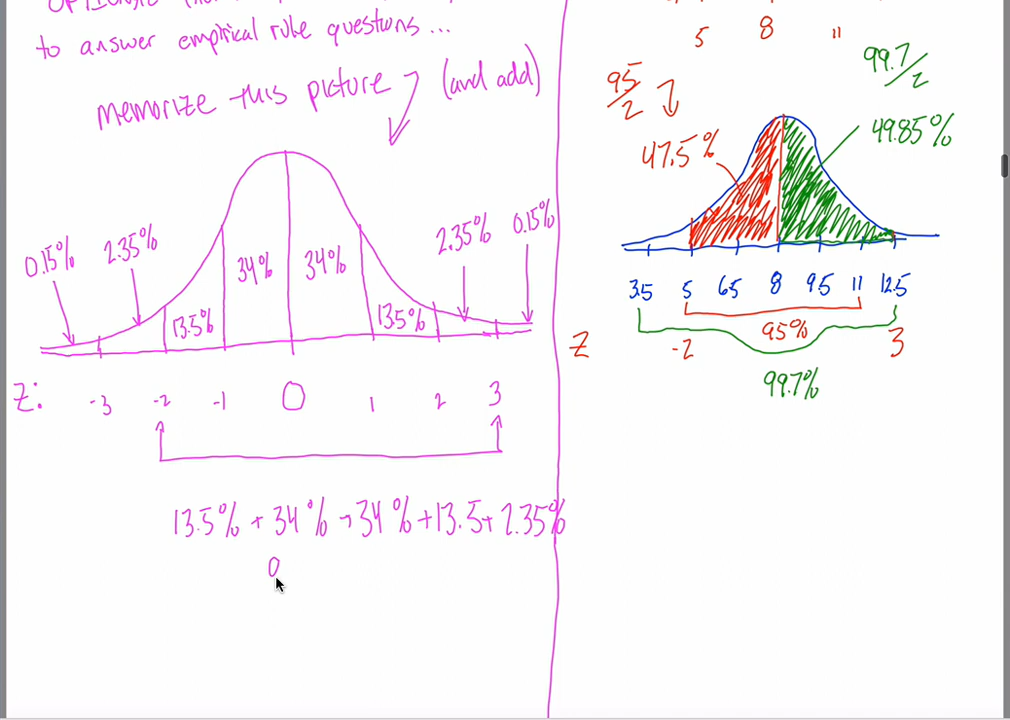 to answer empirical rule questions...
memorize this picture (and add)
0.15% 2.35% 34% 34% 2.35% 0.15%
13.5% 13.5%
Z: -3 -2 -1 0 1 2 3
13.5% + 34% + 34% + 13.5 + 2.35%
0
5 8 11
95/2 99.7/2
47.5% 49.85%
3.5 5 6.5 8 9.5 11 12.5
95%
Z -2 3
99.7%